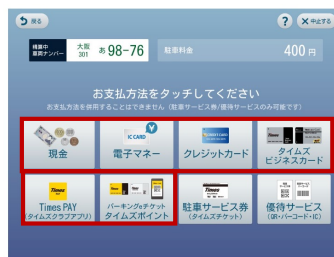 戻る
?
×中止する
精算中
車両ナンバー
大阪
301
あ 98-76
駐車料金
400 円
お支払方法をタッチしてください
お支払方法を併用することはできません（駐車サービス券/優待サービスのみ可能です）
IC CARD
現金
電子マネー
クレジットカード
タイムズ
ビジネスカード
Times
Times PAY
(タイムズクラブアプリ)
パーキングeチケット
タイムズポイント
駐車サービス券
(タイムズチケット)
優待サービス
(QR・バーコード・IC)